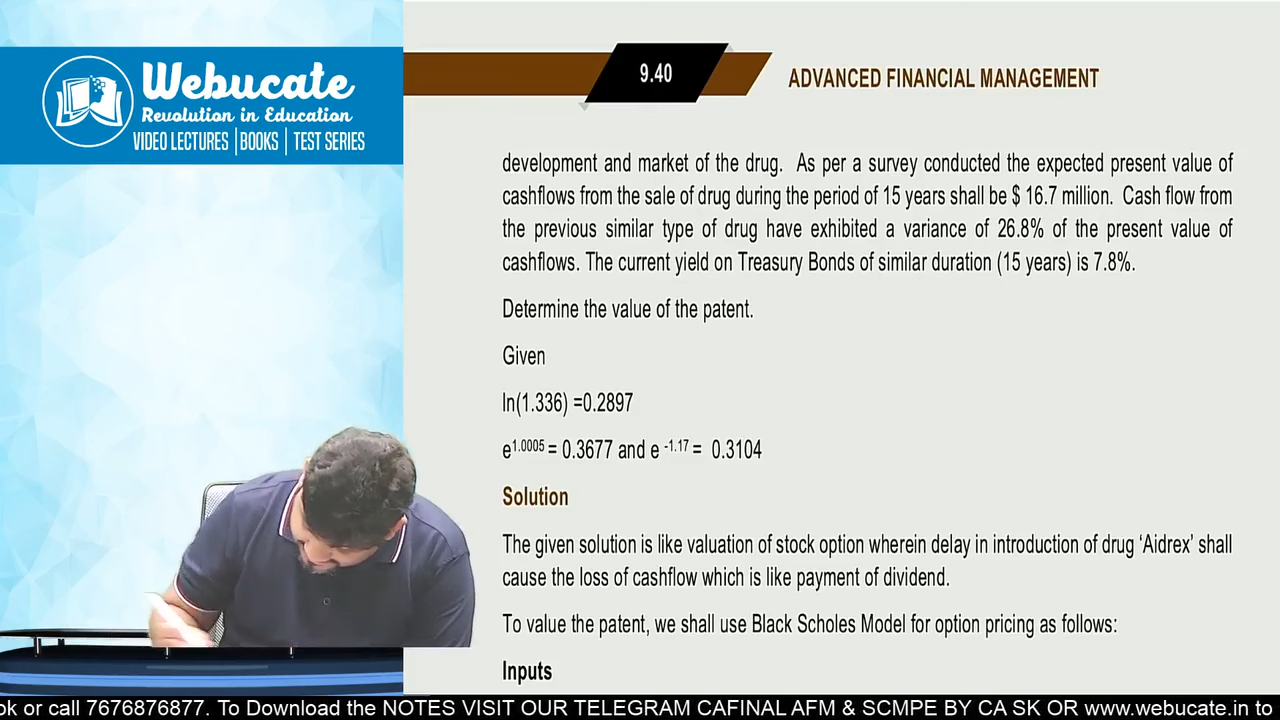 Webucate
Revolution in Education
VIDEO LECTURES | BOOKS | TEST SERIES
9.40
ADVANCED FINANCIAL MANAGEMENT
development and market of the drug. As per a survey conducted the expected present value of
cashflows from the sale of drug during the period of 15 years shall be $ 16.7 million. Cash flow from
the previous similar type of drug have exhibited a variance of 26.8% of the present value of
cashflows. The current yield on Treasury Bonds of similar duration (15 years) is 7.8%.
Determine the value of the patent.
Given
ln(1.336) =0.2897
e^1.0005 = 0.3677 and e ^-1.17 = 0.3104
Solution
The given solution is like valuation of stock option wherein delay in introduction of drug ‘Aidrex’ shall
cause the loss of cashflow which is like payment of dividend.
To value the patent, we shall use Black Scholes Model for option pricing as follows:
Inputs
ok or call 7676876877. To Download the NOTES VISIT OUR TELEGRAM CAFINAL AFM & SCMPE BY CA SK OR www.webucate.in to